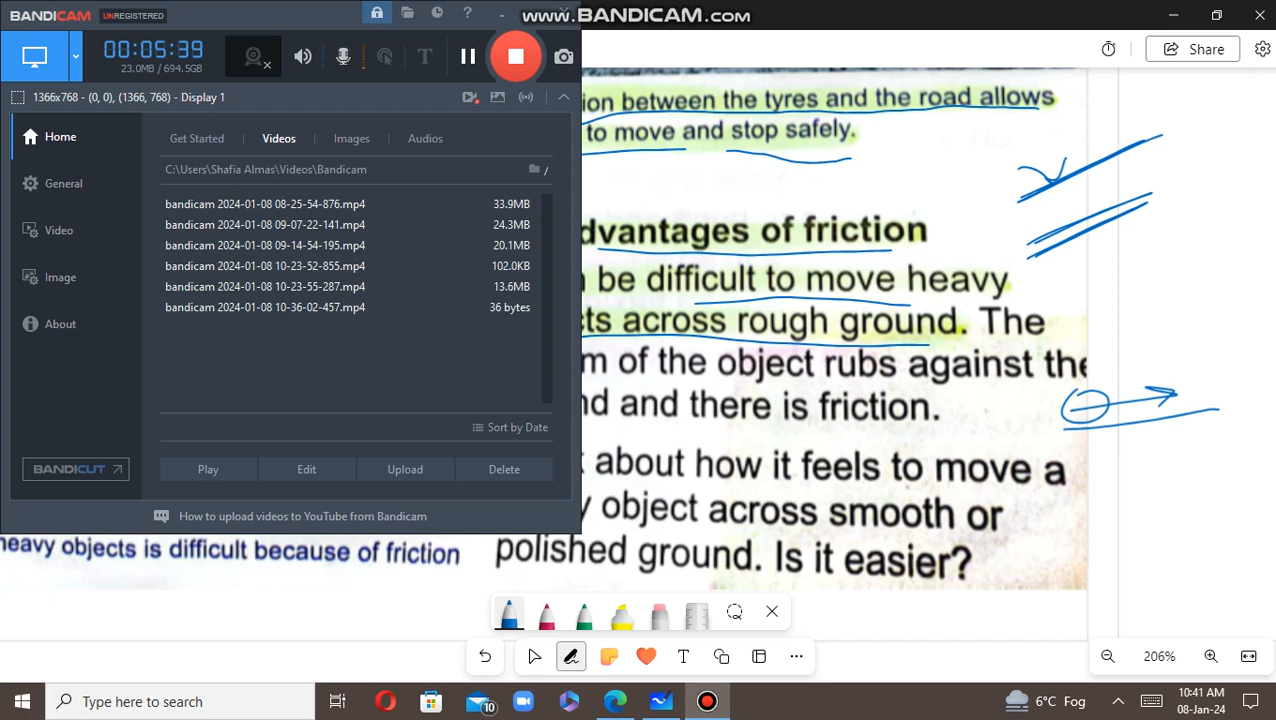 BANDICAM UNREGISTERED
www.BANDICAM.com
00:05:39
23.0MB / 694.5GB
Share
1366x768 - (0, 0), (1366, 768) - Display 1
Home
General
Video
Image
About
BANDICUT
Get Started Videos Images Audios
C:\Users\Shafia Almas\Videos\Bandicam
bandicam 2024-01-08 08-25-54-876.mp4 33.9MB
bandicam 2024-01-08 09-07-22-141.mp4 24.3MB
bandicam 2024-01-08 09-14-54-195.mp4 20.1MB
bandicam 2024-01-08 10-23-52-855.mp4 102.0KB
bandicam 2024-01-08 10-23-55-287.mp4 13.6MB
bandicam 2024-01-08 10-36-02-457.mp4 36 bytes
Sort by Date
Play Edit Upload Delete
How to upload videos to YouTube from Bandicam
ion between the tyres and the road allows
to move and stop safely.
dvantages of friction
n be difficult to move heavy
cts across rough ground. The
m of the object rubs against the
nd and there is friction.
k about how it feels to move a
y object across smooth or
polished ground. Is it easier?
heavy objects is difficult because of friction
206%
Type here to search
10
6°C Fog
10:41 AM
08-Jan-24